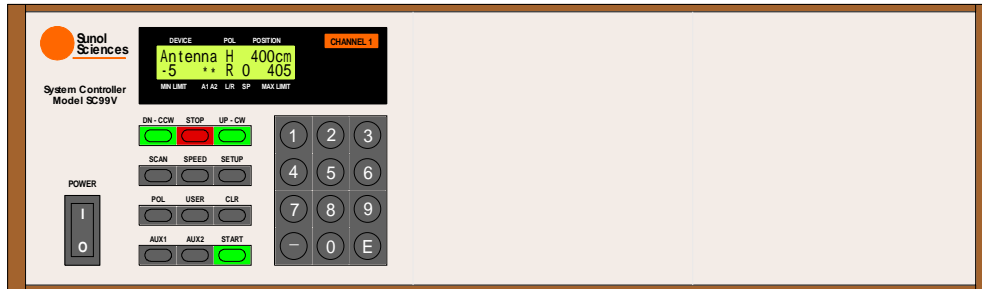 Sunol
Sciences
System Controller
Model SC99V
DEVICE POL POSITION
CHANNEL 1
Antenna H 400cm
-5 ** R 0 405
MIN LIMIT A1 A2 L/R SP MAX LIMIT
DN - CCW STOP UP - CW
SCAN SPEED SETUP
POL USER CLR
AUX1 AUX2 START
POWER
I
O
1 2 3
4 5 6
7 8 9
– 0 E